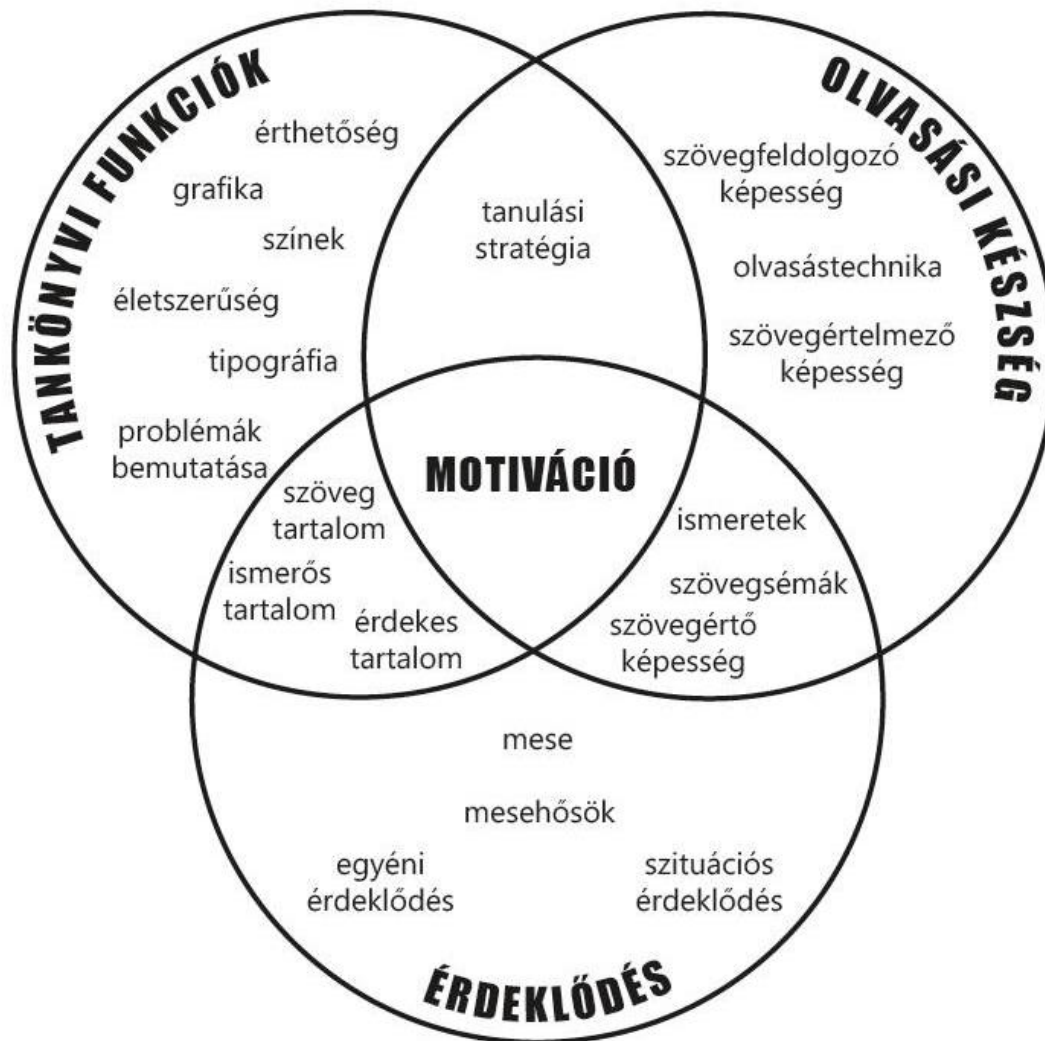 TANKÖNYVI FUNKCIÓK
érthetőség
grafika
színek
életszerűség
tipográfia
problémák
bemutatása
tanulási
stratégia
OLVASÁSI KÉSZSÉG
szövegfeldolgozó
képesség
olvasástechnika
szövegértelmező
képesség
MOTIVÁCIÓ
szöveg
tartalom
ismerős
tartalom
érdekes
tartalom
ismeretek
szövegsémák
szövegértő
képesség
mese
mesehősök
egyéni
érdeklődés
szituációs
érdeklődés
ÉRDEKLŐDÉS